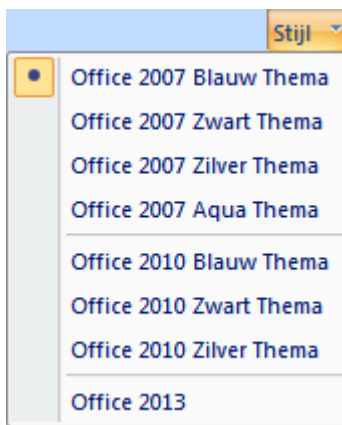 Stijl
Office 2007 Blauw Thema
Office 2007 Zwart Thema
Office 2007 Zilver Thema
Office 2007 Aqua Thema
Office 2010 Blauw Thema
Office 2010 Zwart Thema
Office 2010 Zilver Thema
Office 2013